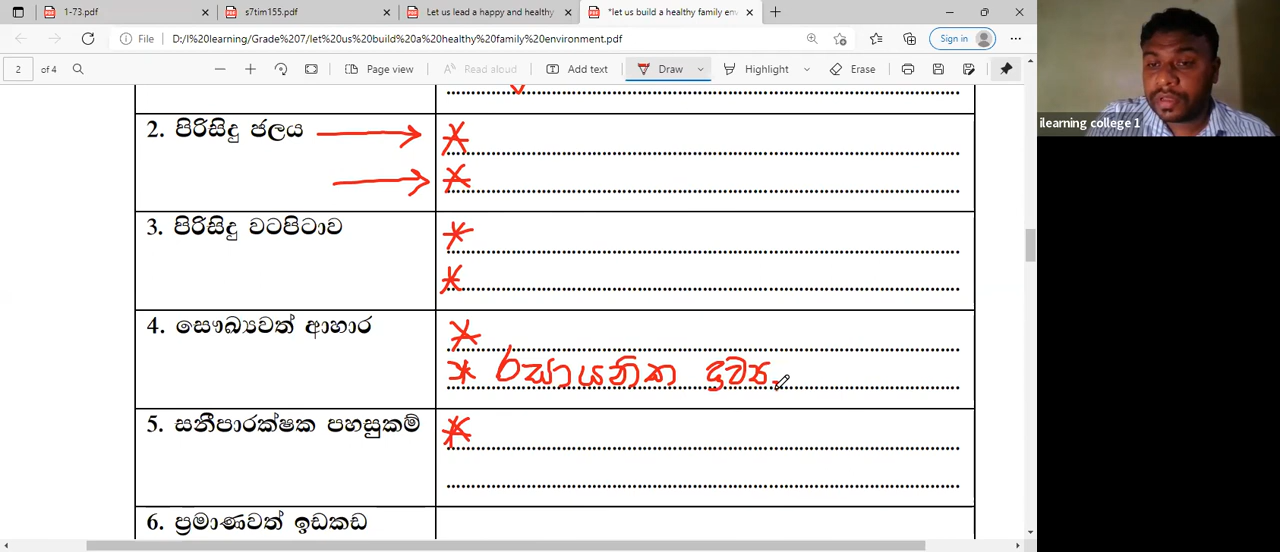 1-73.pdf
s7tim155.pdf
Let us lead a happy and healthy
*let us build a healthy family env
File
D:/I%20learning/Grade%207/let%20us%20build%20a%20healthy%20family%20environment.pdf
Sign in
2 of 4
Page view
Read aloud
Add text
Draw
Highlight
Erase
ilearning college 1
2. පිරිසිදු ජලය
3. පිරිසිදු වටපිටාව
4. සෞඛ්‍යවත් ආහාර
* රසායනික ද්‍රව්‍ය
5. සනීපාරක්ෂක පහසුකම්
6. ප්‍රමාණවත් ඉඩකඩ